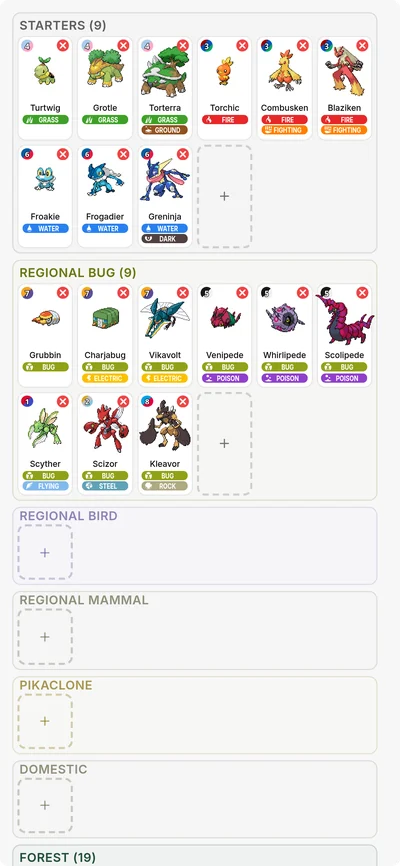 STARTERS (9)
4 4 4 3 3 3
Turtwig Grotle Torterra Torchic Combusken Blaziken
GRASS GRASS GRASS FIRE FIRE FIRE
GROUND FIGHTING FIGHTING
6 6 6
Froakie Frogadier Greninja +
WATER WATER WATER
DARK
REGIONAL BUG (9)
7 7 7 5 5 5
Grubbin Charjabug Vikavolt Venipede Whirlipede Scolipede
BUG BUG BUG BUG BUG BUG
ELECTRIC ELECTRIC POISON POISON POISON
1 2 8
Scyther Scizor Kleavor +
BUG BUG BUG
FLYING STEEL ROCK
REGIONAL BIRD
+
REGIONAL MAMMAL
+
PIKACLONE
+
DOMESTIC
+
FOREST (19)